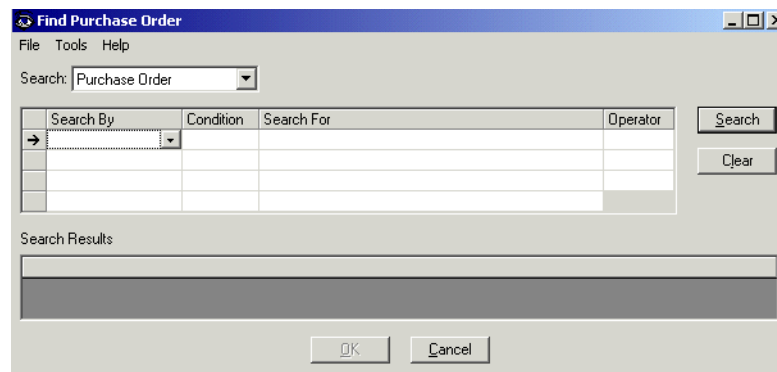 Find Purchase Order
File Tools Help
Search: Purchase Order
Search By Condition Search For Operator
Search
Clear
Search Results
OK Cancel